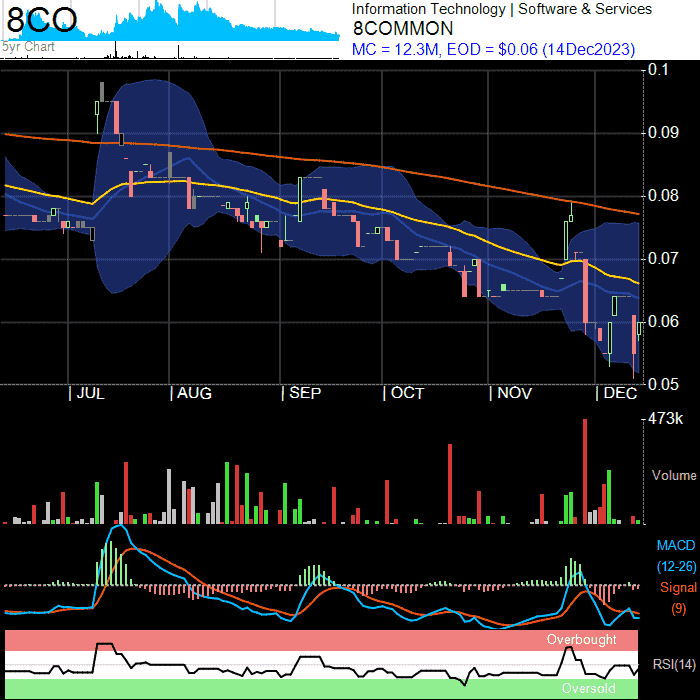 8CO
5yr Chart
Information Technology | Software & Services
8COMMON
MC = 12.3M, EOD = $0.06 (14Dec2023)
0.1
0.09
0.08
0.07
0.06
0.05
JUL AUG SEP OCT NOV DEC
473k
Volume
MACD
(12-26)
Signal
(9)
Overbought
RSI(14)
Oversold